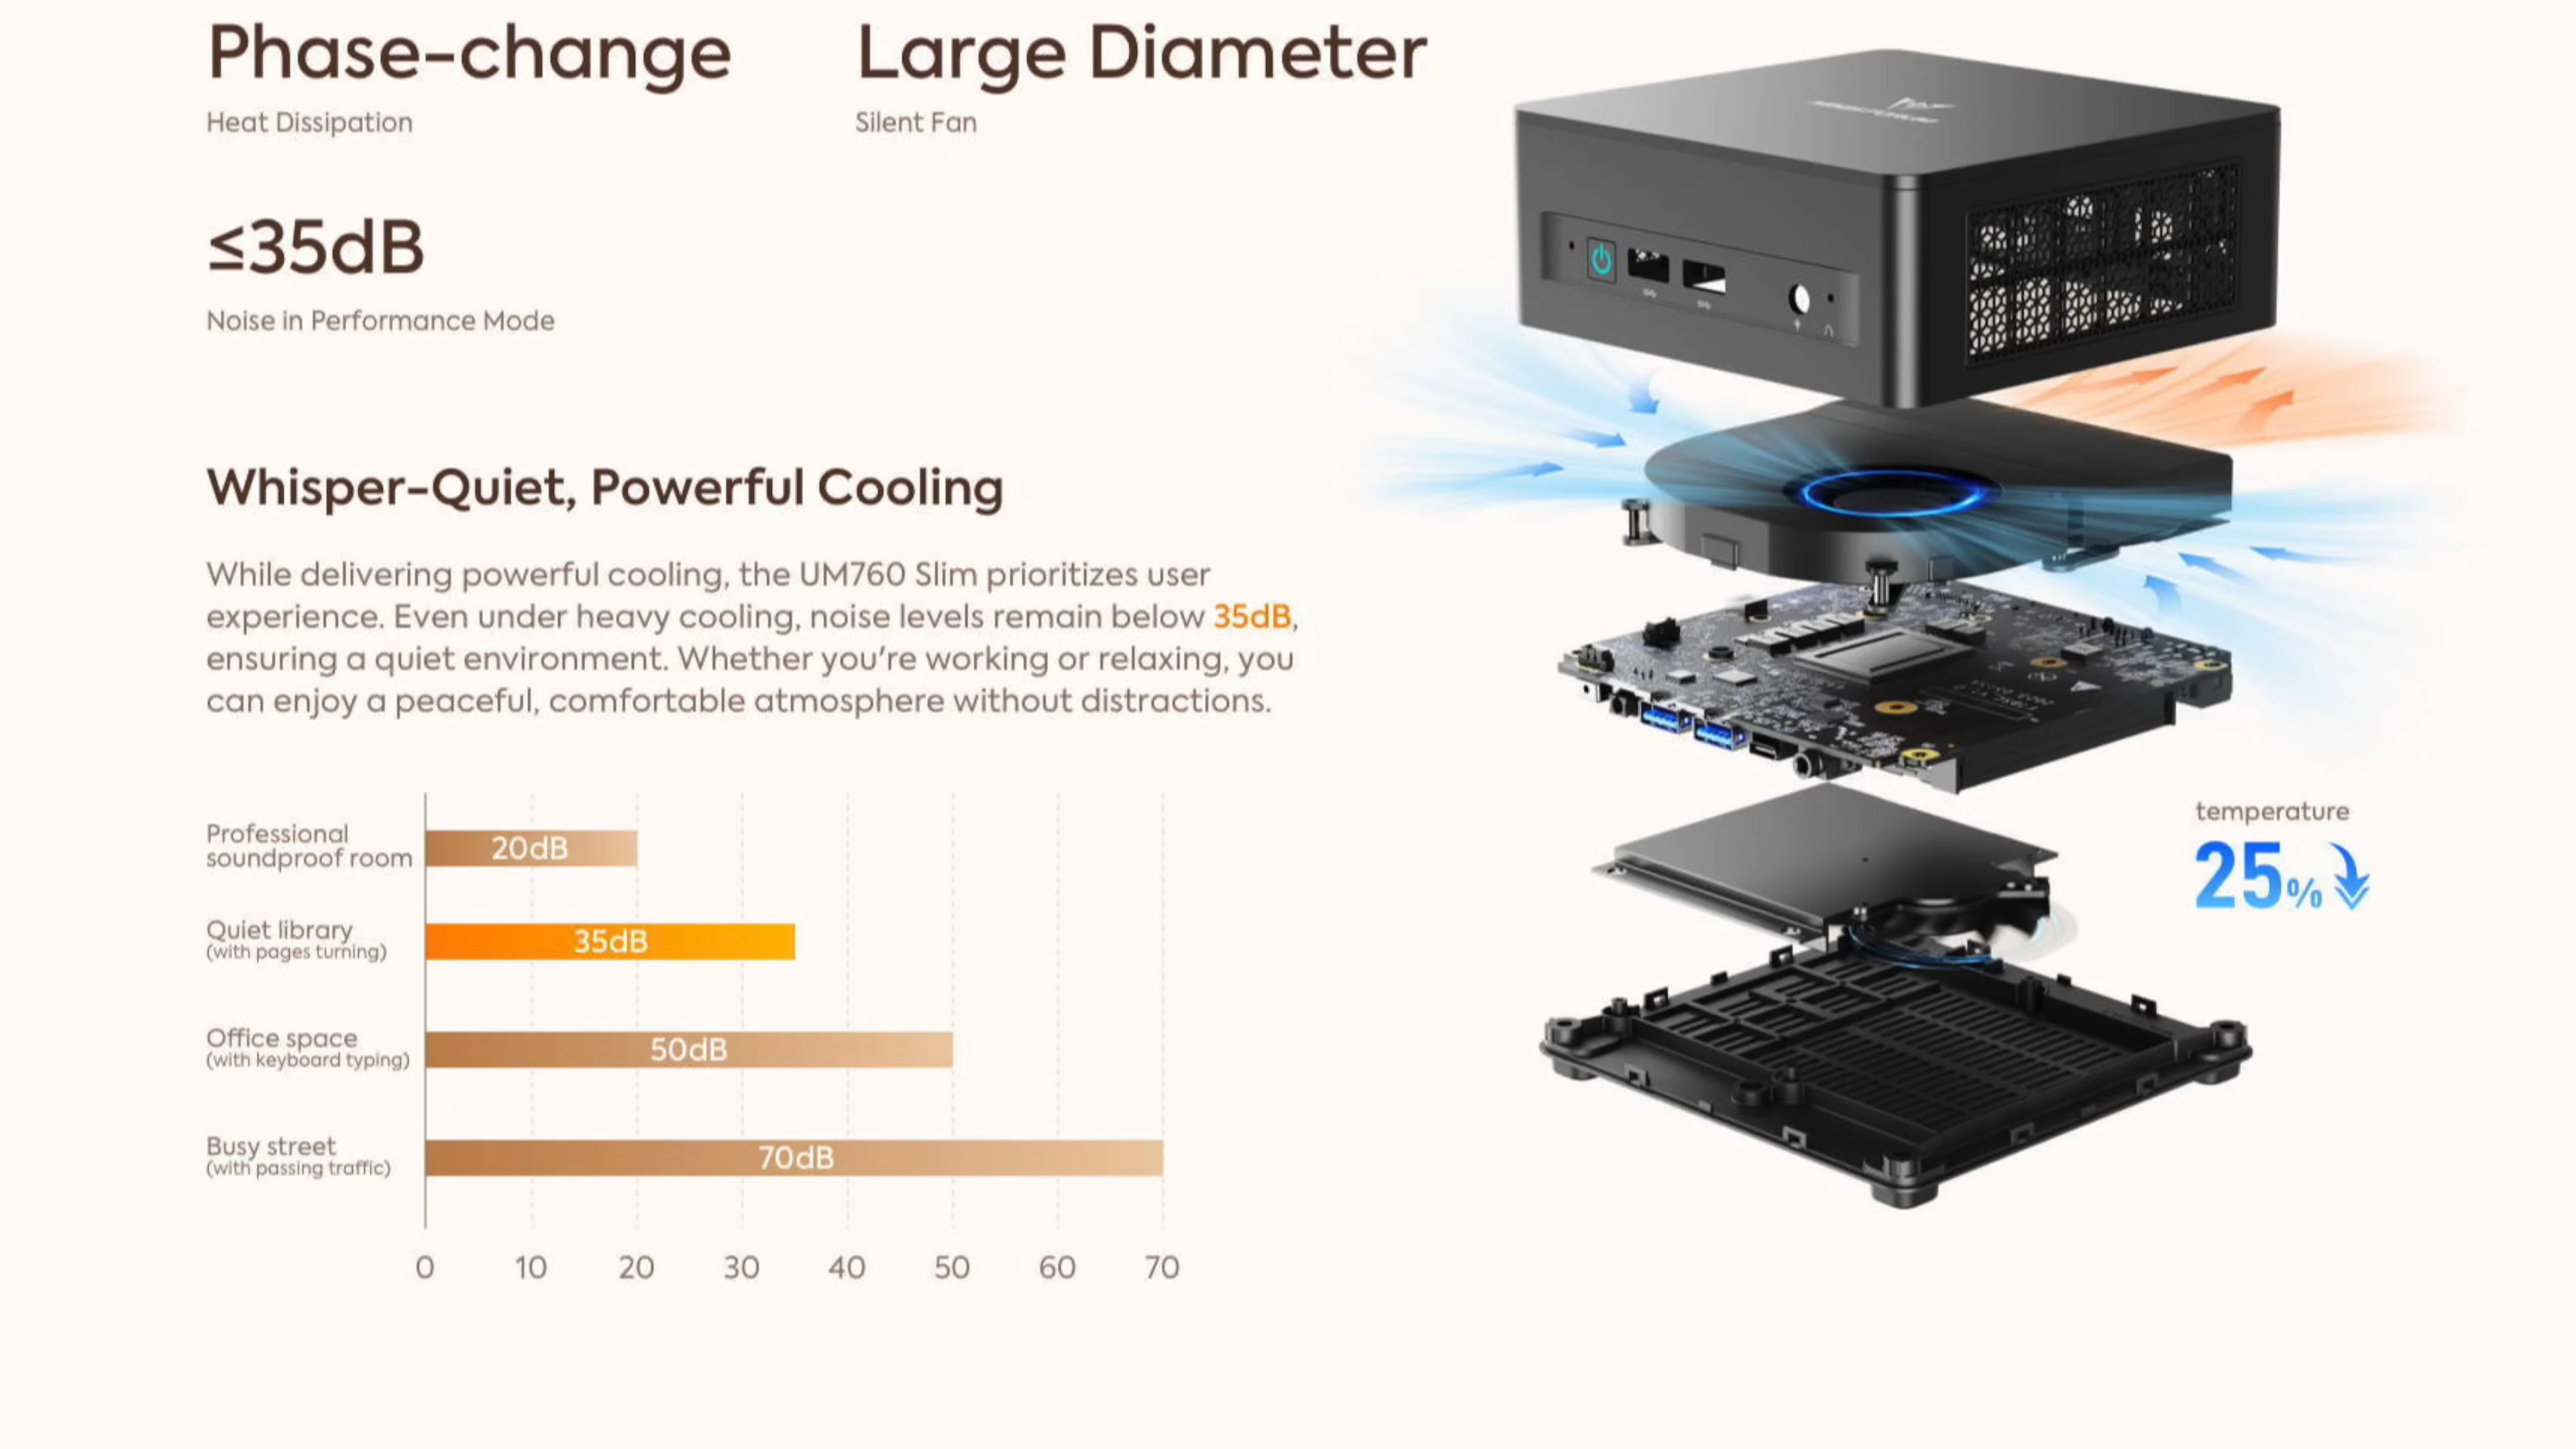 Phase-change
Heat Dissipation
Large Diameter
Silent Fan
≤35dB
Noise in Performance Mode
Whisper-Quiet, Powerful Cooling
While delivering powerful cooling, the UM760 Slim prioritizes user
experience. Even under heavy cooling, noise levels remain below 35dB,
ensuring a quiet environment. Whether you're working or relaxing, you
can enjoy a peaceful, comfortable atmosphere without distractions.
Professional
soundproof room
20dB
Quiet library
(with pages turning)
35dB
Office space
(with keyboard typing)
50dB
Busy street
(with passing traffic)
70dB
0 10 20 30 40 50 60 70
temperature
25%